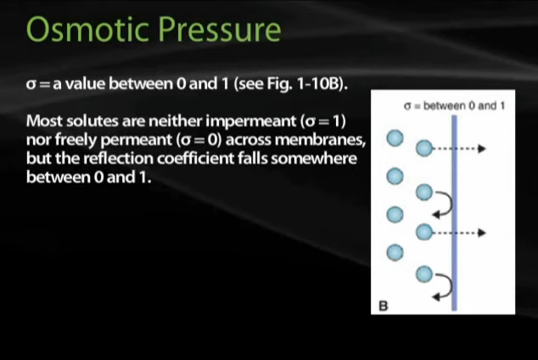 Osmotic Pressure
σ = a value between 0 and 1 (see Fig. 1-10B).
Most solutes are neither impermeant (σ = 1)
nor freely permeant (σ = 0) across membranes,
but the reflection coefficient falls somewhere
between 0 and 1.
σ = between 0 and 1
B